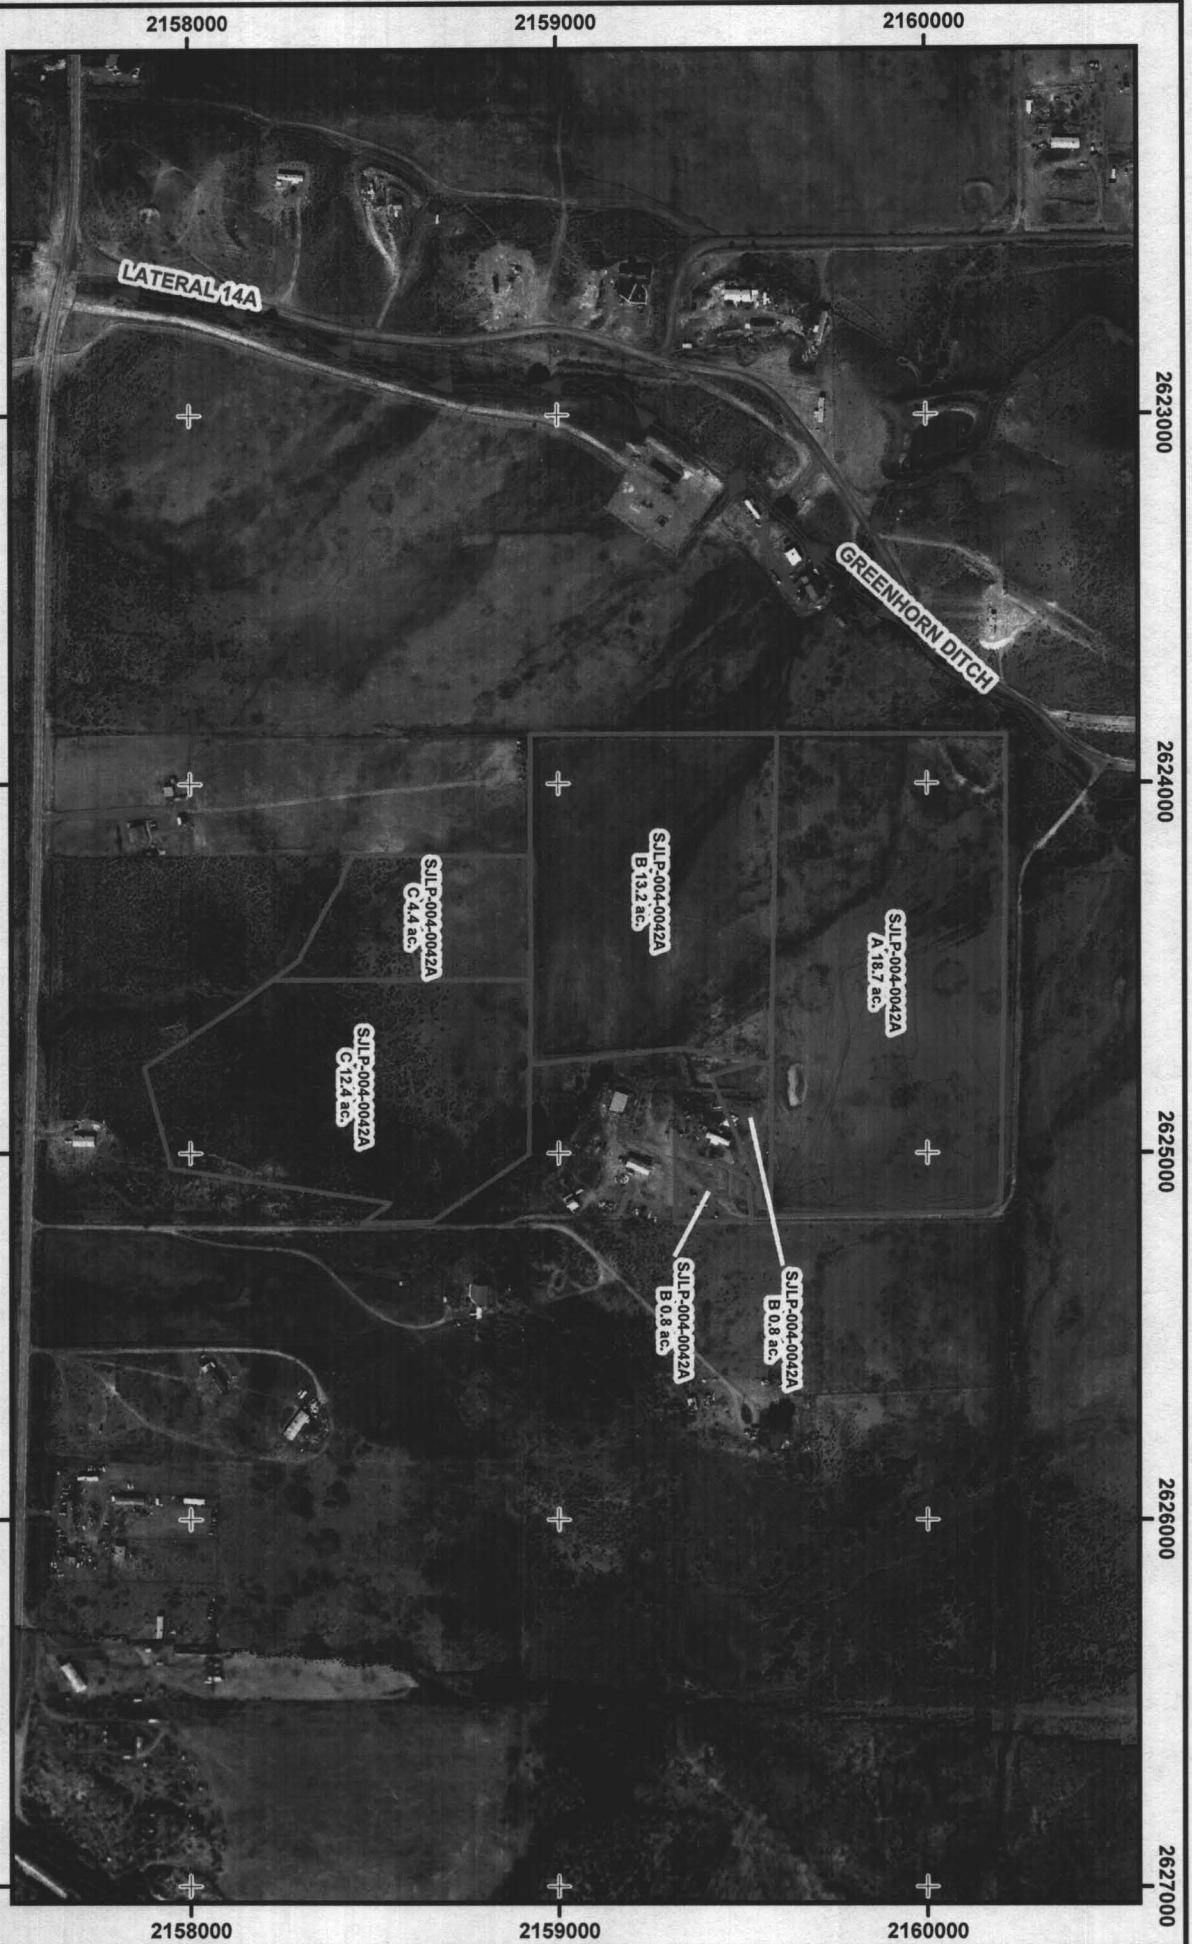 2158000
2159000
2160000
LATERAL 14A
2623000
GREENHORN DITCH
2624000
SJLP-004-0042A
B 13.2 ac.
SJLP-004-0042A
C 4.4 ac.
SJLP-004-0042A
A 18.7 ac.
SJLP-004-0042A
C 12.4 ac.
2625000
SJLP-004-0042A
B 0.8 ac.
SJLP-004-0042A
B 0.8 ac.
2626000
2627000
2158000
2159000
2160000